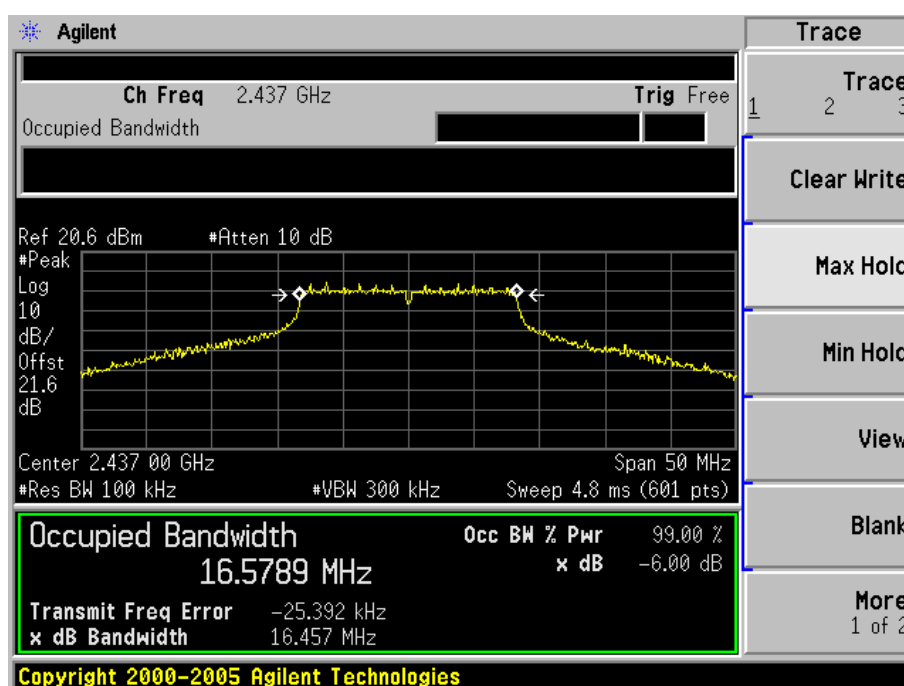 Agilent
Trace
Ch Freq 2.437 GHz Trig Free
Occupied Bandwidth
Trace
1 2 3
Clear Write
Max Hold
Min Hold
View
Blank
More
1 of 2
Ref 20.6 dBm #Atten 10 dB
#Peak
Log
10
dB/
Offst
21.6
dB
Center 2.437 00 GHz Span 50 MHz
#Res BW 100 kHz #VBW 300 kHz Sweep 4.8 ms (601 pts)
Occupied Bandwidth
16.5789 MHz
Occ BW % Pwr 99.00 %
x dB -6.00 dB
Transmit Freq Error -25.392 kHz
x dB Bandwidth 16.457 MHz
Copyright 2000-2005 Agilent Technologies